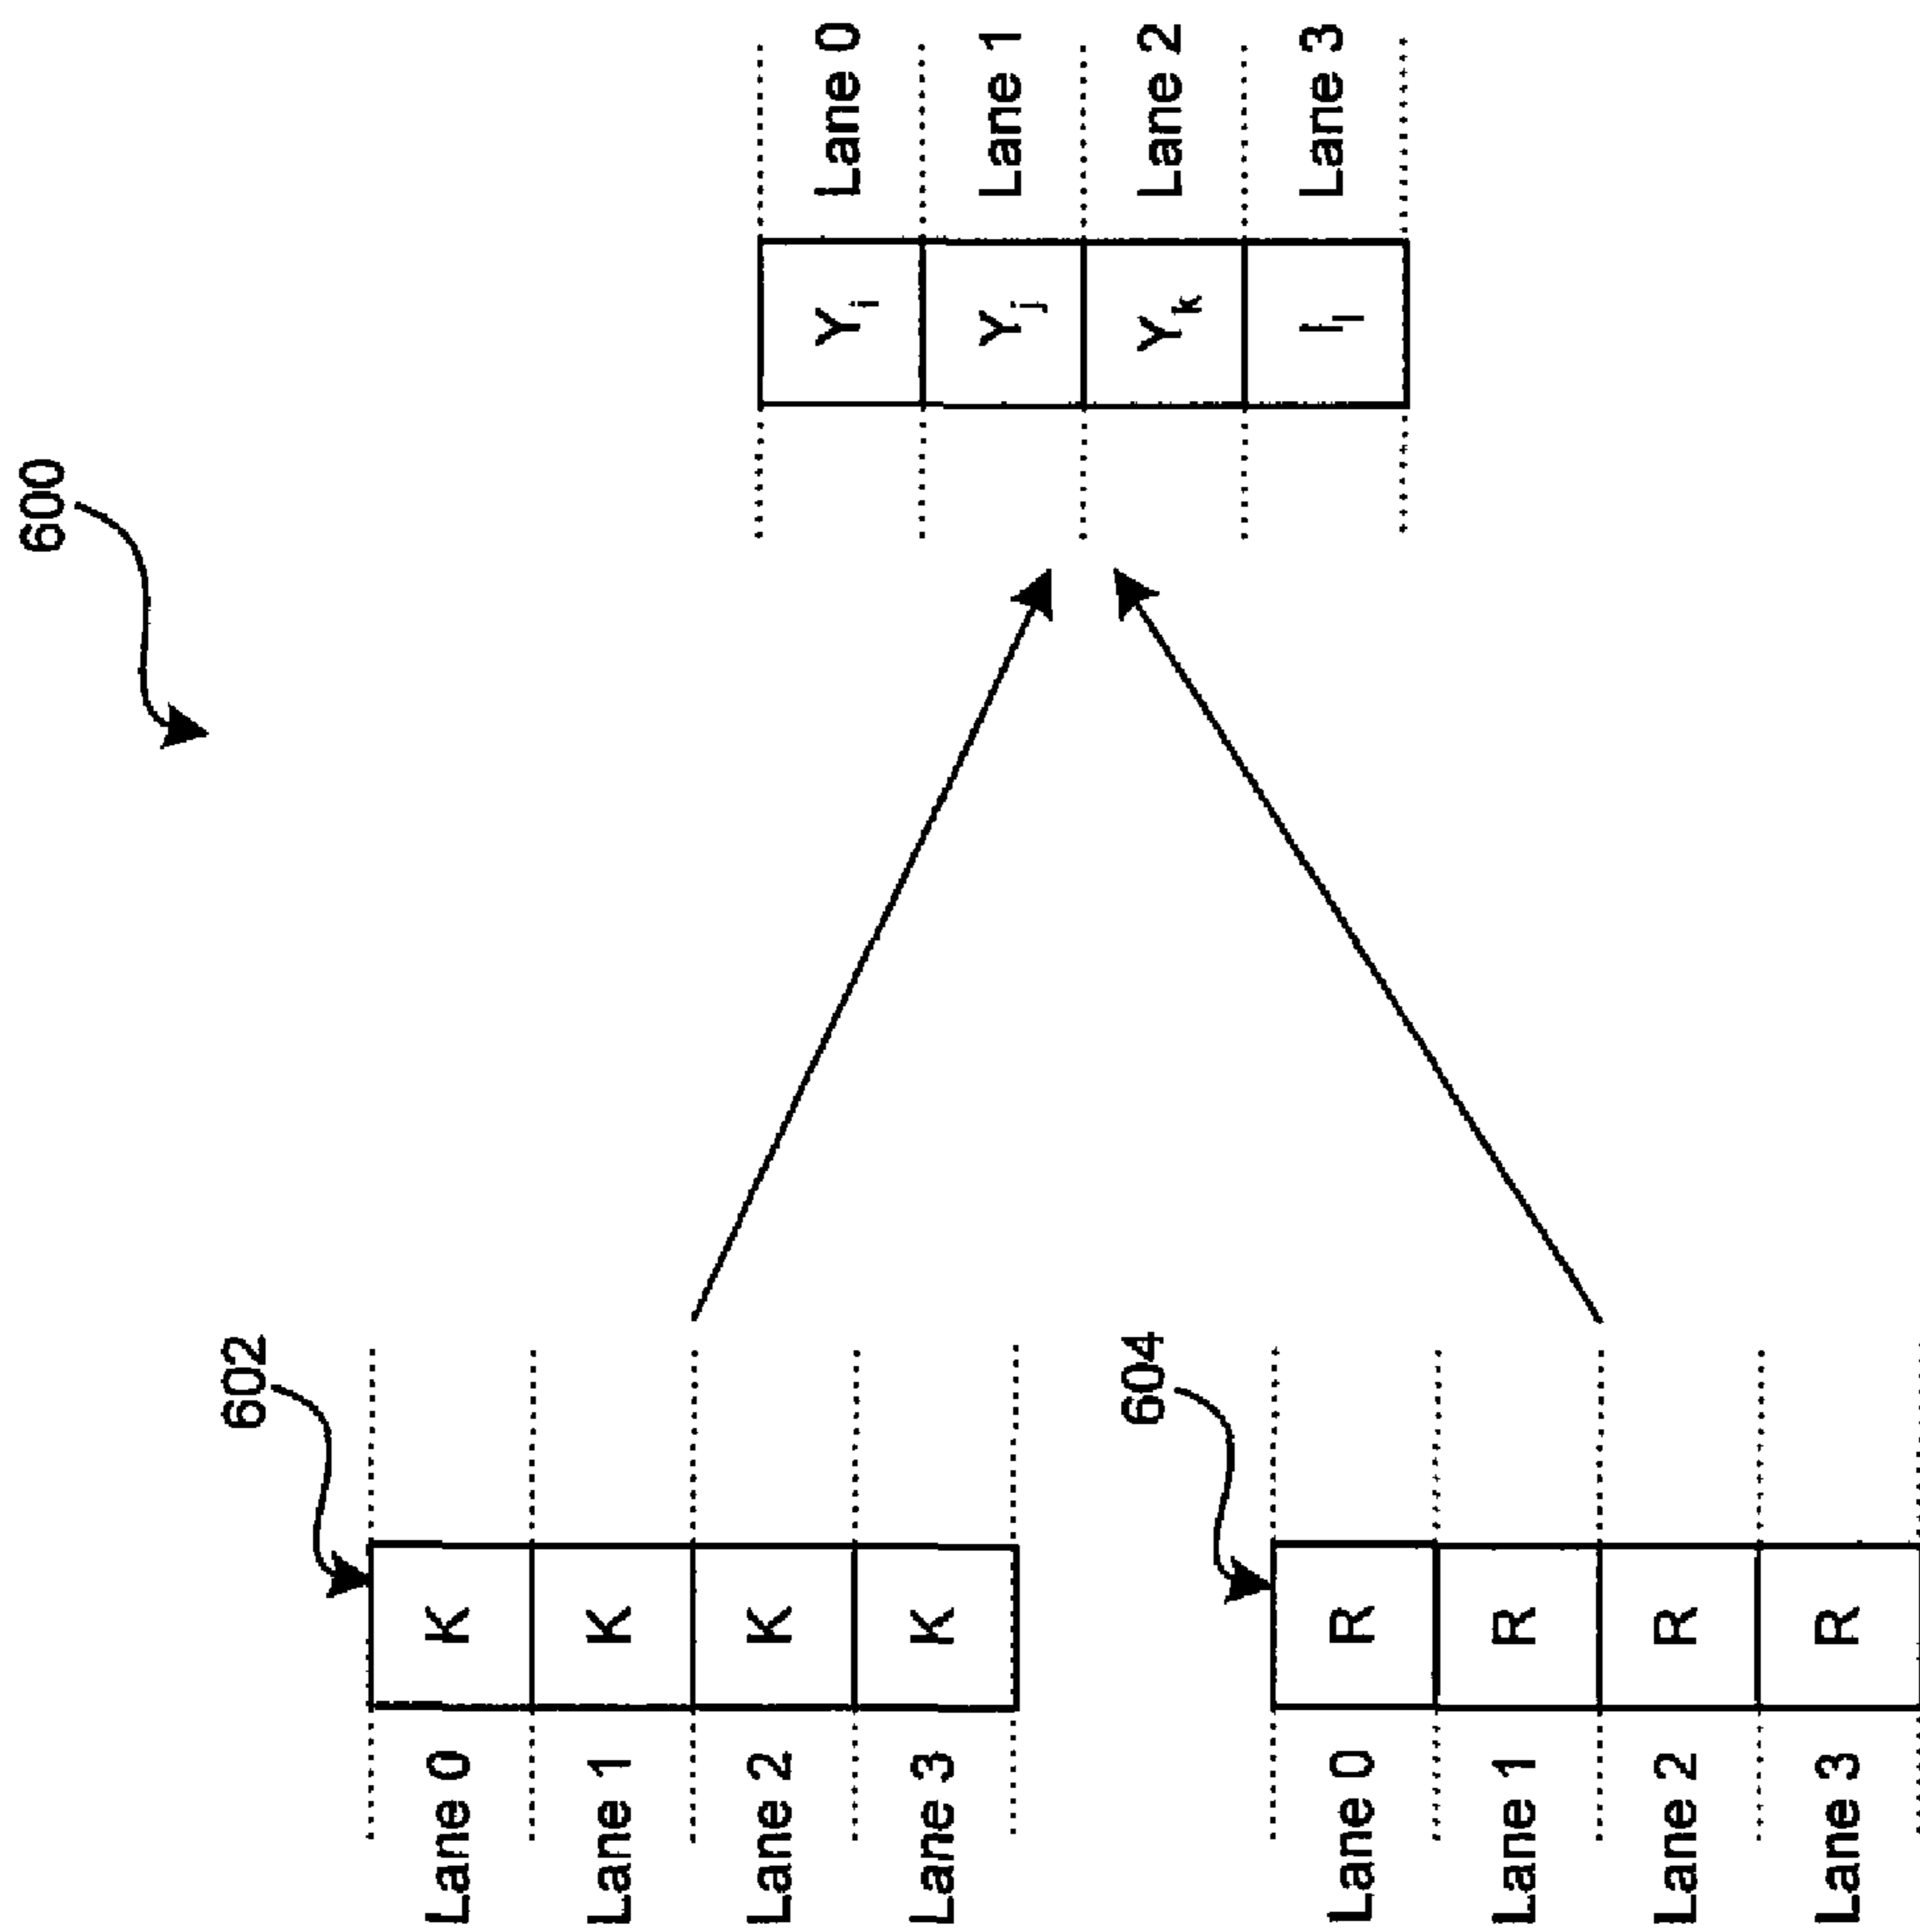 600
602
Lane 0 K
Lane 1 K
Lane 2 K
Lane 3 K
604
Lane 0 R
Lane 1 R
Lane 2 R
Lane 3 R
Yi Lane 0
Yj Lane 1
Yk Lane 2
Lane 3